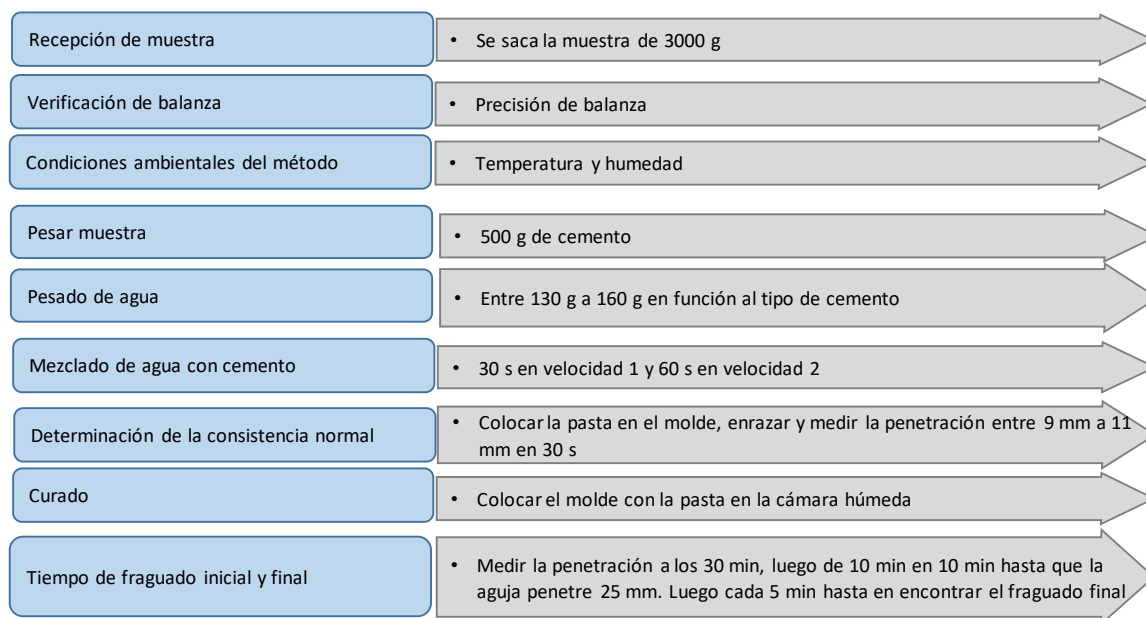 Recepción de muestra
• Se saca la muestra de 3000 g
Verificación de balanza
• Precisión de balanza
Condiciones ambientales del método
• Temperatura y humedad
Pesar muestra
• 500 g de cemento
Pesado de agua
• Entre 130 g a 160 g en función al tipo de cemento
Mezclado de agua con cemento
• 30 s en velocidad 1 y 60 s en velocidad 2
Determinación de la consistencia normal
• Colocar la pasta en el molde, enrazar y medir la penetración entre 9 mm a 11
mm en 30 s
Curado
• Colocar el molde con la pasta en la cámara húmeda
Tiempo de fraguado inicial y final
• Medir la penetración a los 30 min, luego de 10 min en 10 min hasta que la
aguja penetre 25 mm. Luego cada 5 min hasta en encontrar el fraguado final